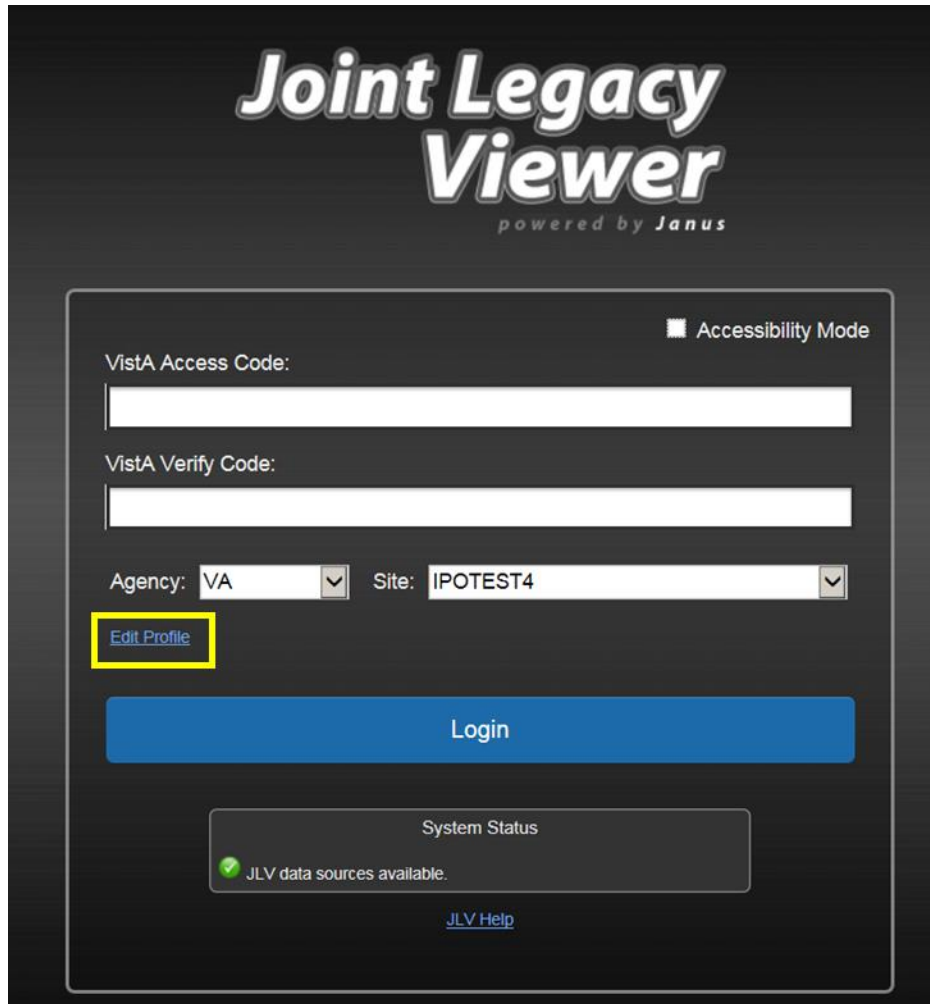 Joint Legacy
Viewer
powered by Janus
Accessibility Mode
VistA Access Code:
VistA Verify Code:
Agency: VA Site: IPOTEST4
Edit Profile
Login
System Status
JLV data sources available.
JLV Help